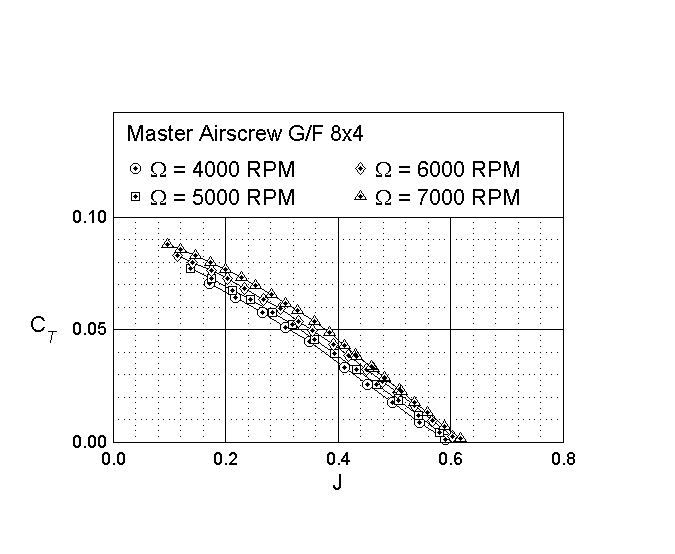 Master Airscrew G/F 8x4
Ω = 4000 RPM
Ω = 6000 RPM
Ω = 5000 RPM
Ω = 7000 RPM
0.10
0.05
0.00
C_T
0.0
0.2
0.4
0.6
0.8
J